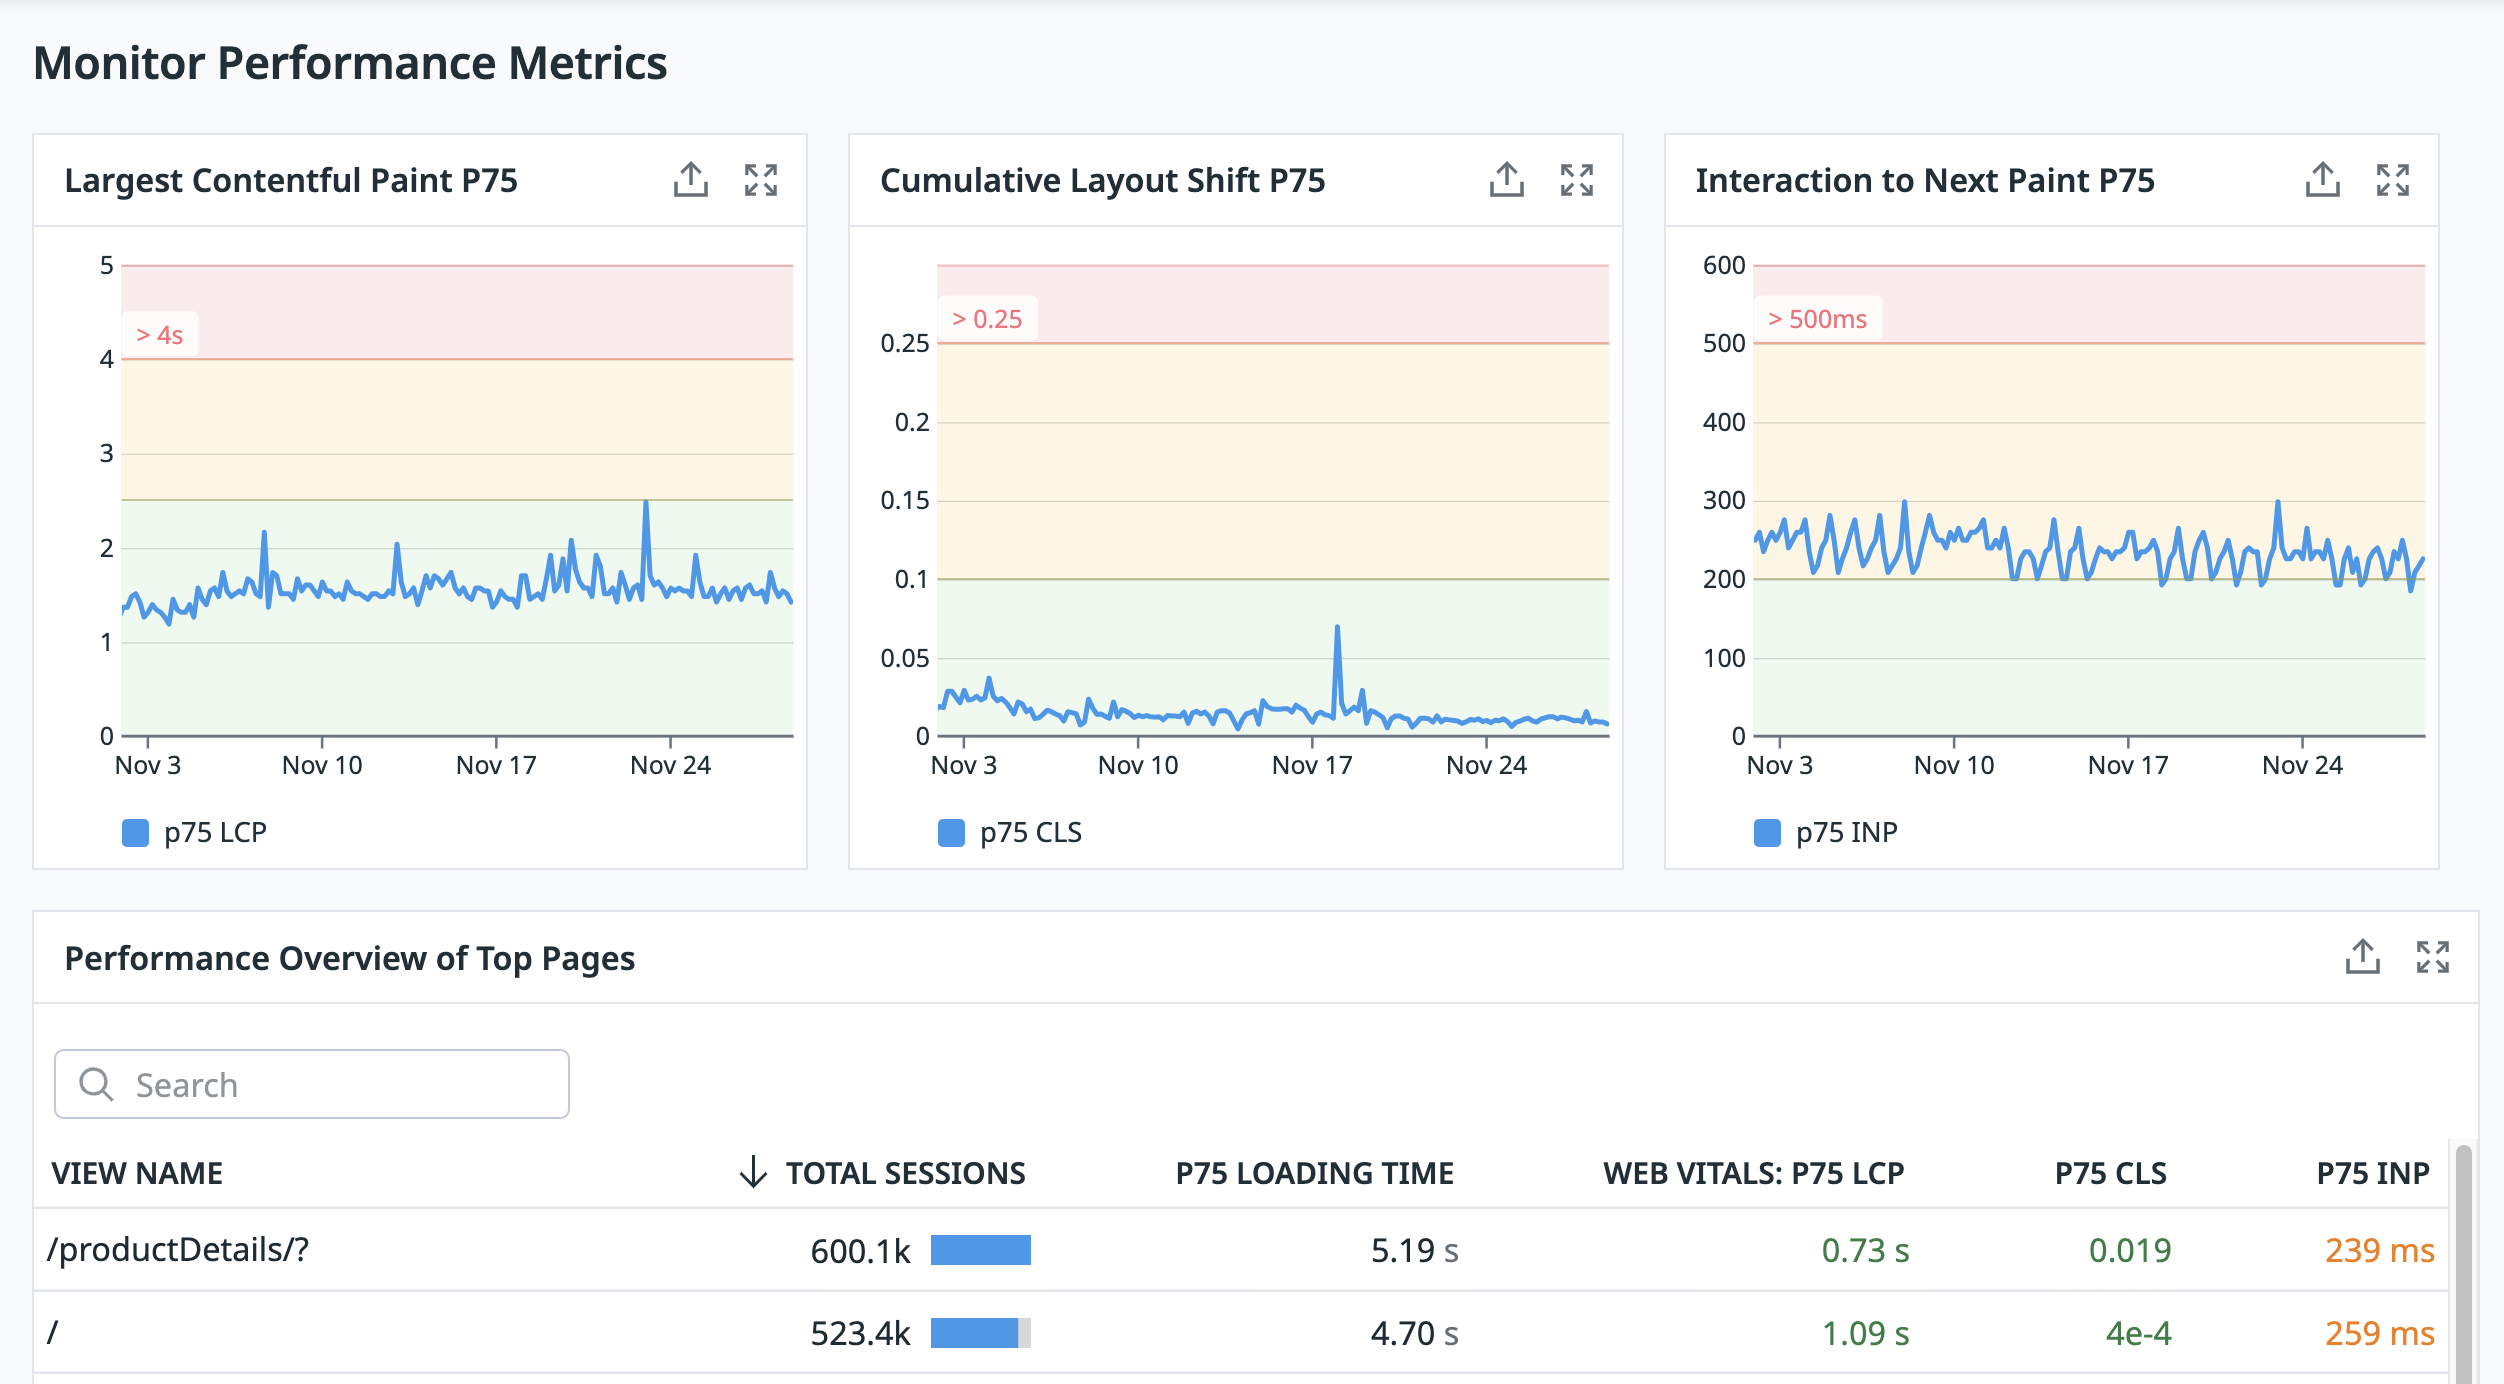 Monitor Performance Metrics
Largest Contentful Paint P75
5
> 4s
4
3
2
1
0
Nov 3 Nov 10 Nov 17 Nov 24
p75 LCP
Cumulative Layout Shift P75
> 0.25
0.25
0.2
0.15
0.1
0.05
0
Nov 3 Nov 10 Nov 17 Nov 24
p75 CLS
Interaction to Next Paint P75
600
> 500ms
500
400
300
200
100
0
Nov 3 Nov 10 Nov 17 Nov 24
p75 INP
Performance Overview of Top Pages
Search
VIEW NAME TOTAL SESSIONS P75 LOADING TIME WEB VITALS: P75 LCP P75 CLS P75 INP
/productDetails/? 600.1k 5.19 s 0.73 s 0.019 239 ms
/ 523.4k 4.70 s 1.09 s 4e-4 259 ms